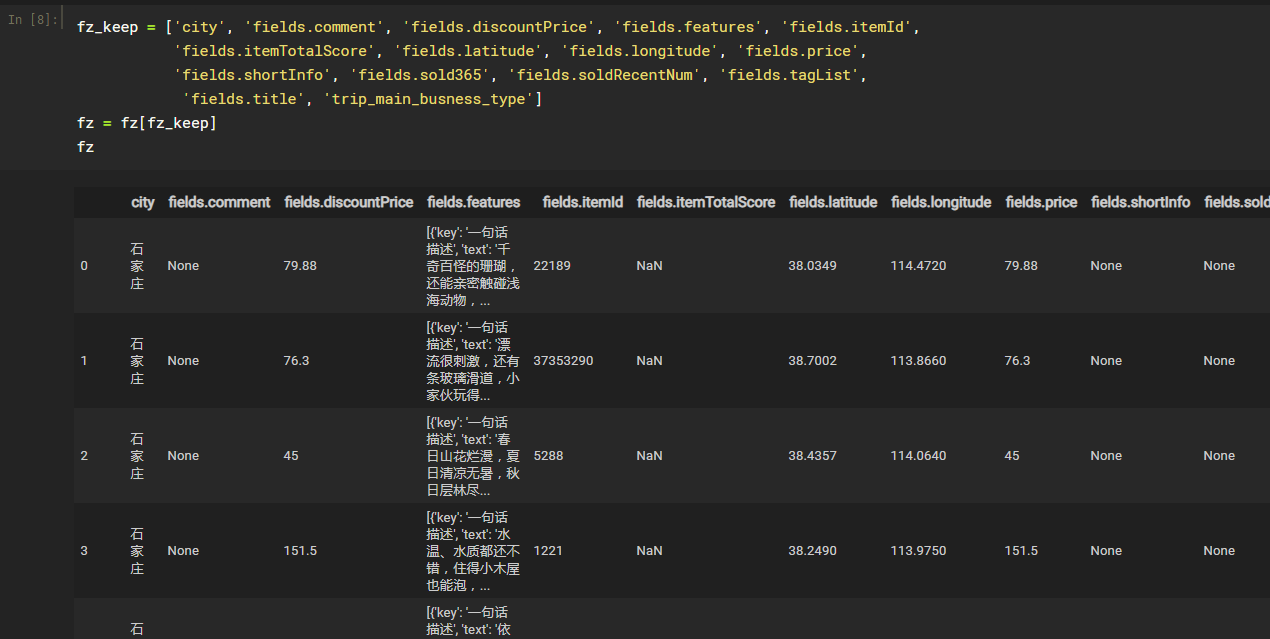 In [8]:
fz_keep = ['city', 'fields.comment', 'fields.discountPrice', 'fields.features', 'fields.itemId',
'fields.itemTotalScore', 'fields.latitude', 'fields.longitude', 'fields.price',
'fields.shortInfo', 'fields.sold365', 'fields.soldRecentNum', 'fields.tagList',
'fields.title', 'trip_main_busness_type']
fz = fz[fz_keep]
fz
city fields.comment fields.discountPrice fields.features fields.itemId fields.itemTotalScore fields.latitude fields.longitude fields.price fields.shortInfo fields.sold
0
石
家
庄
None
79.88
[{'key': '一句话
描述', 'text': '千
奇百怪的珊瑚，
还能亲密触碰浅
海动物，...
22189
NaN
38.0349
114.4720
79.88
None
None
1
石
家
庄
None
76.3
[{'key': '一句话
描述', 'text': '漂
流很刺激，还有
条玻璃滑道，小
家伙玩得...
37353290
NaN
38.7002
113.8660
76.3
None
None
2
石
家
庄
None
45
[{'key': '一句话
描述', 'text': '春
日山花烂漫，夏
日清凉无暑，秋
日层林尽...
5288
NaN
38.4357
114.0640
45
None
None
3
石
家
庄
None
151.5
[{'key': '一句话
描述', 'text': '水
温、水质都还不
错，住得小木屋
也能泡，...
1221
NaN
38.2490
113.9750
151.5
None
None
石
[{'key': '一句话
描述', 'text': '依